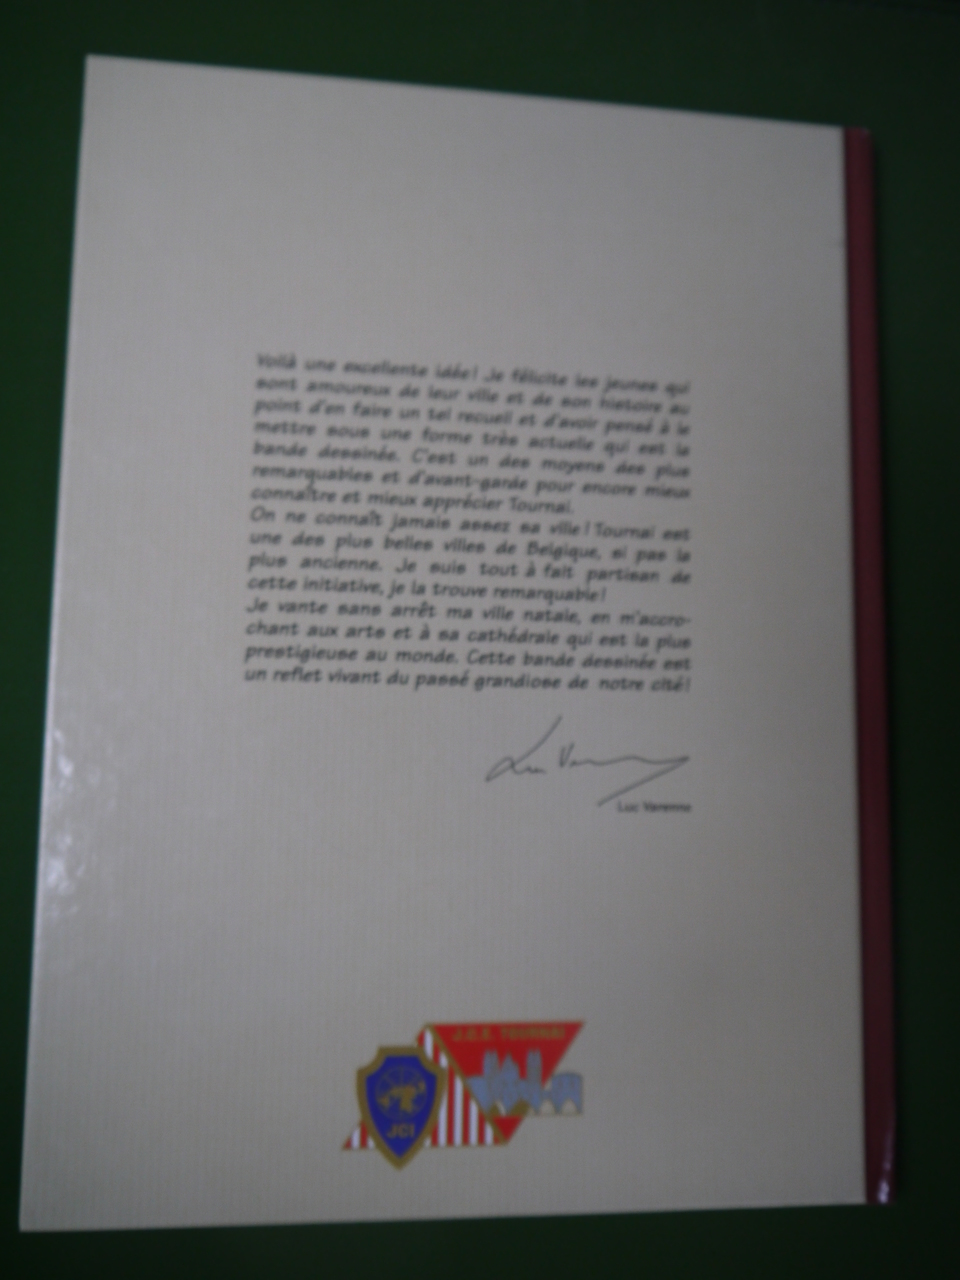 Voilà une excellente idée! Je félicite les jeunes qui
sont amoureux de leur ville et de son histoire au
point d'en faire un tel recueil et d'avoir pensé à le
mettre sous une forme très actuelle qui est la
bande dessinée. C'est un des moyens des plus
remarquables et d'avant-garde pour encore mieux
connaître et mieux apprécier Tournai.
On ne connaît jamais assez sa ville! Tournai est
une des plus belles villes de Belgique, si pas la
plus ancienne. Je suis tout à fait partisan de
cette initiative, je la trouve remarquable!
Je vante sans arrêt ma ville natale, en m'accro-
chant aux arts et à sa cathédrale qui est la plus
prestigieuse au monde. Cette bande dessinée est
un reflet vivant du passé grandiose de notre cité!
Luc Varenne
Luc Varenne
TOURNAI
JCI